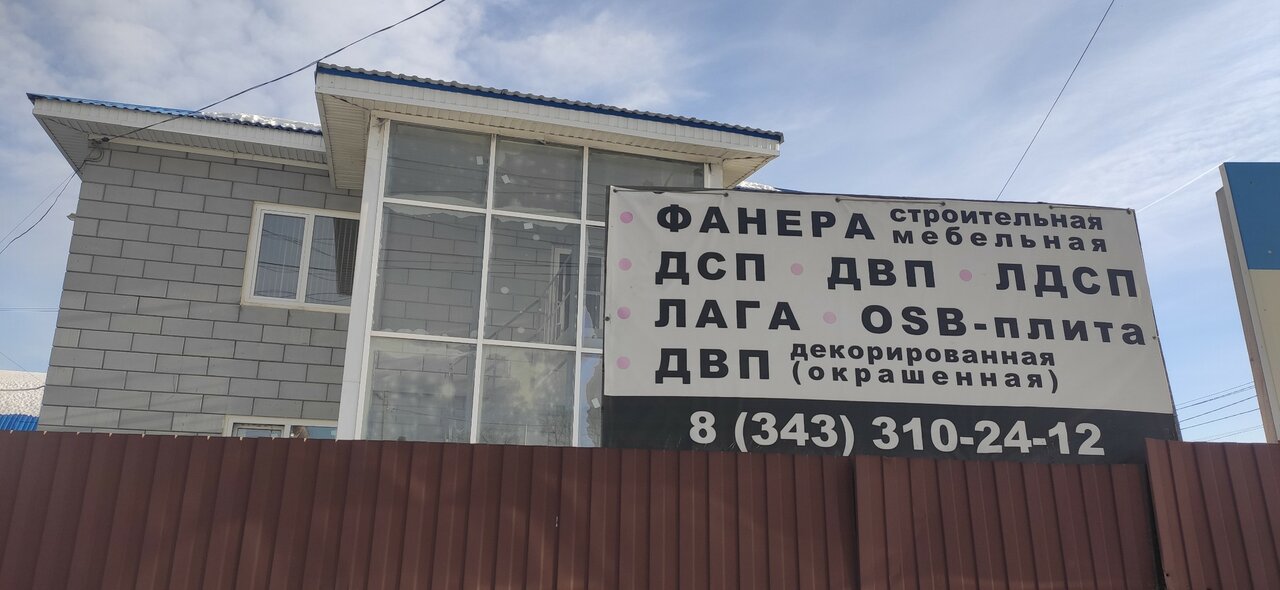 ФАНЕРА строительная мебельная
ДСП ДВП ЛДСП
ЛАГА OSB-плита
ДВП декорированная (окрашенная)
8 (343) 310-24-12